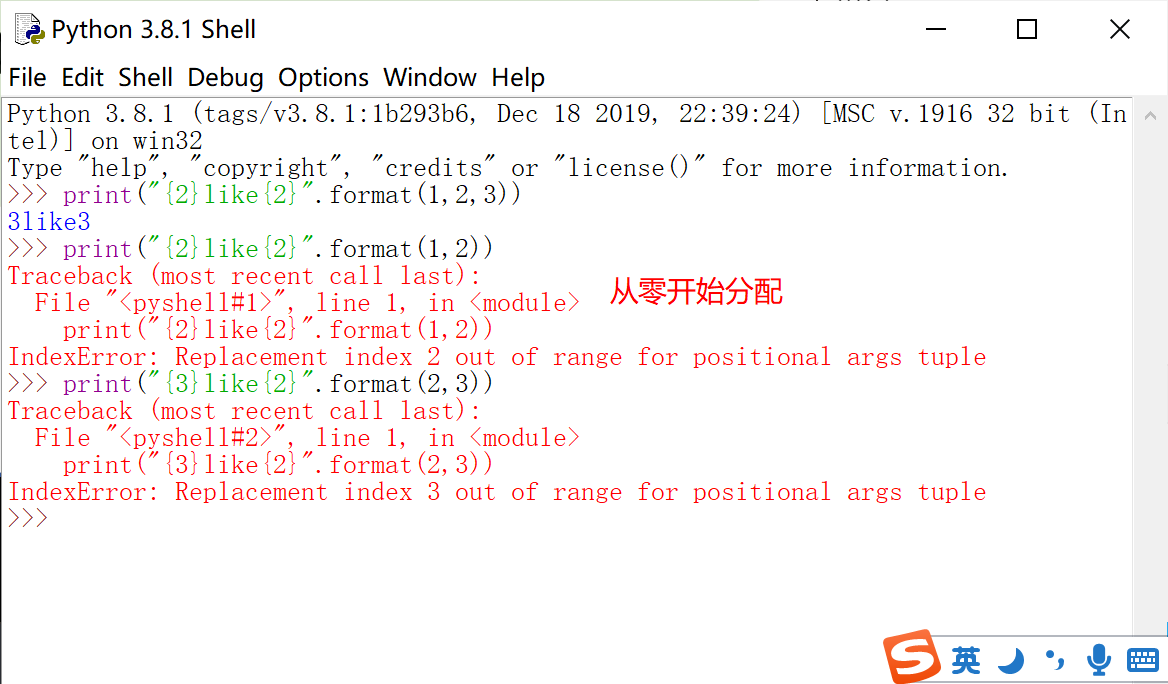 Python 3.8.1 Shell
File Edit Shell Debug Options Window Help
Python 3.8.1 (tags/v3.8.1:1b293b6, Dec 18 2019, 22:39:24) [MSC v.1916 32 bit (In
tel)] on win32
Type "help", "copyright", "credits" or "license()" for more information.
>>> print("{2}like{2}".format(1,2,3))
3like3
>>> print("{2}like{2}".format(1,2))
Traceback (most recent call last):
  File "<pyshell#1>", line 1, in <module>
从零开始分配
    print("{2}like{2}".format(1,2))
IndexError: Replacement index 2 out of range for positional args tuple
>>> print("{3}like{2}".format(2,3))
Traceback (most recent call last):
  File "<pyshell#2>", line 1, in <module>
    print("{3}like{2}".format(2,3))
IndexError: Replacement index 3 out of range for positional args tuple
>>>
S 英